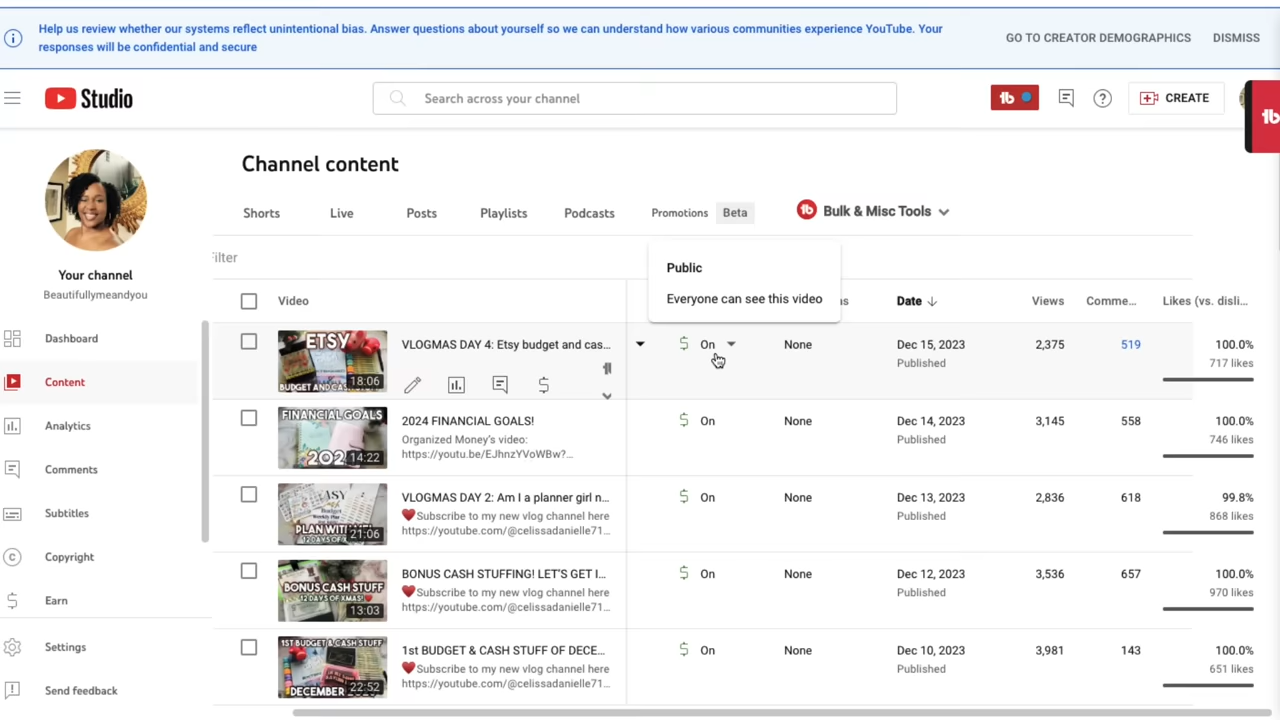 Help us review whether our systems reflect unintentional bias. Answer questions about yourself so we can understand how various communities experience YouTube. Your
responses will be confidential and secure
GO TO CREATOR DEMOGRAPHICS
DISMISS
Studio
Search across your channel
CREATE
Your channel
Beautifullymeandyou
Dashboard
Content
Analytics
Comments
Subtitles
Copyright
Earn
Settings
Send feedback
Channel content
Shorts
Live
Posts
Playlists
Podcasts
Promotions
Beta
Bulk & Misc Tools
Filter
Public
Everyone can see this video
Video
Date
Views
Comme...
Likes (vs. disli...
ETSY
BUDGET AND CASH
18:06
VLOGMAS DAY 4: Etsy budget and cas...
On
None
Dec 15, 2023
Published
2,375
519
100.0%
717 likes
FINANCIAL GOALS
202
14:22
2024 FINANCIAL GOALS!
Organized Money's video:
https://youtu.be/EJhnzYVoWBw?...
On
None
Dec 14, 2023
Published
3,145
558
100.0%
746 likes
PLAN WITH ME!
12 DAYS OF
21:06
VLOGMAS DAY 2: Am I a planner girl n...
❤️Subscribe to my new vlog channel here
https://youtube.com/@celissadanielle71...
On
None
Dec 13, 2023
Published
2,836
618
99.8%
868 likes
BONUS CASH STUFF
12 DAYS OF XMAS!
13:03
BONUS CASH STUFFING! LET'S GET I...
❤️Subscribe to my new vlog channel here
https://youtube.com/@celissadanielle71...
On
None
Dec 12, 2023
Published
3,536
657
100.0%
970 likes
1ST BUDGET & CASH STUFF
DECEMBER
22:52
1st BUDGET & CASH STUFF OF DECE...
❤️Subscribe to my new vlog channel here
https://youtube.com/@celissadanielle71...
On
None
Dec 10, 2023
Published
3,981
143
100.0%
651 likes